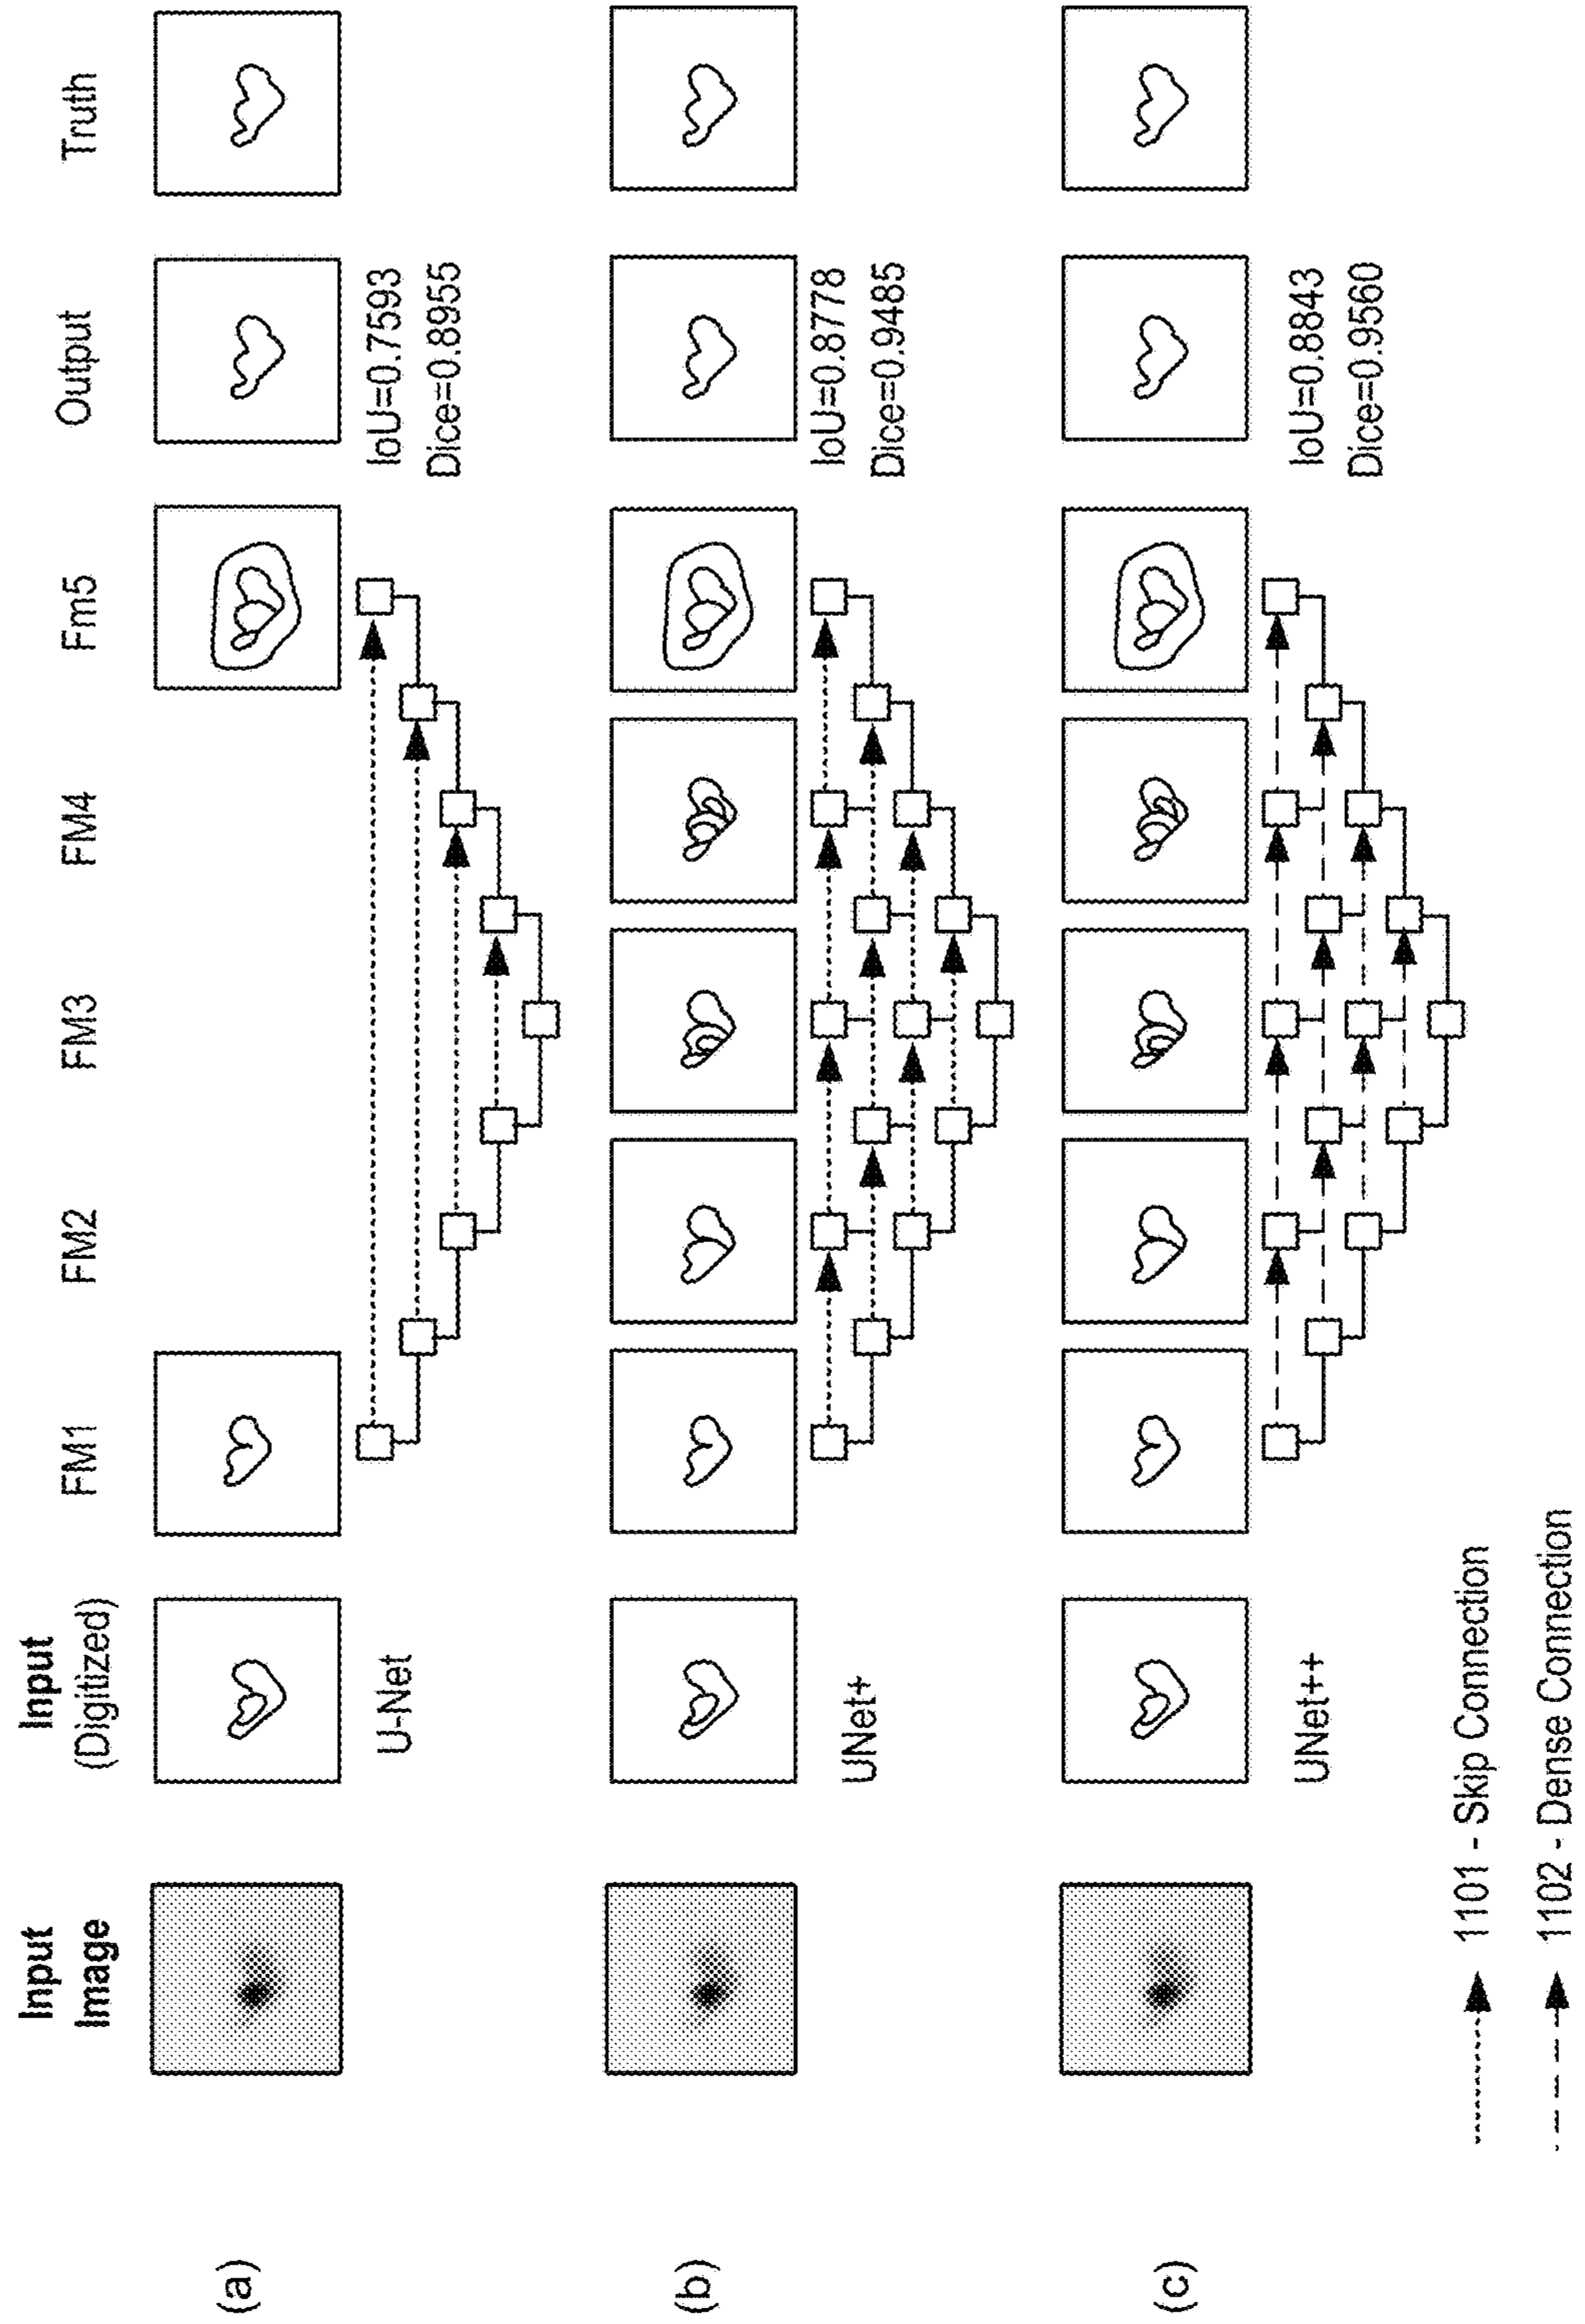 Input
Image
Input
(Digitized)
FM1
FM2
FM3
FM4
Fm5
Output
Truth
(a)
U-Net
IoU=0.7593
Dice=0.8955
(b)
UNet+
IoU=0.8778
Dice=0.9485
(c)
UNet++
IoU=0.8843
Dice=0.9560
1101 - Skip Connection
1102 - Dense Connection